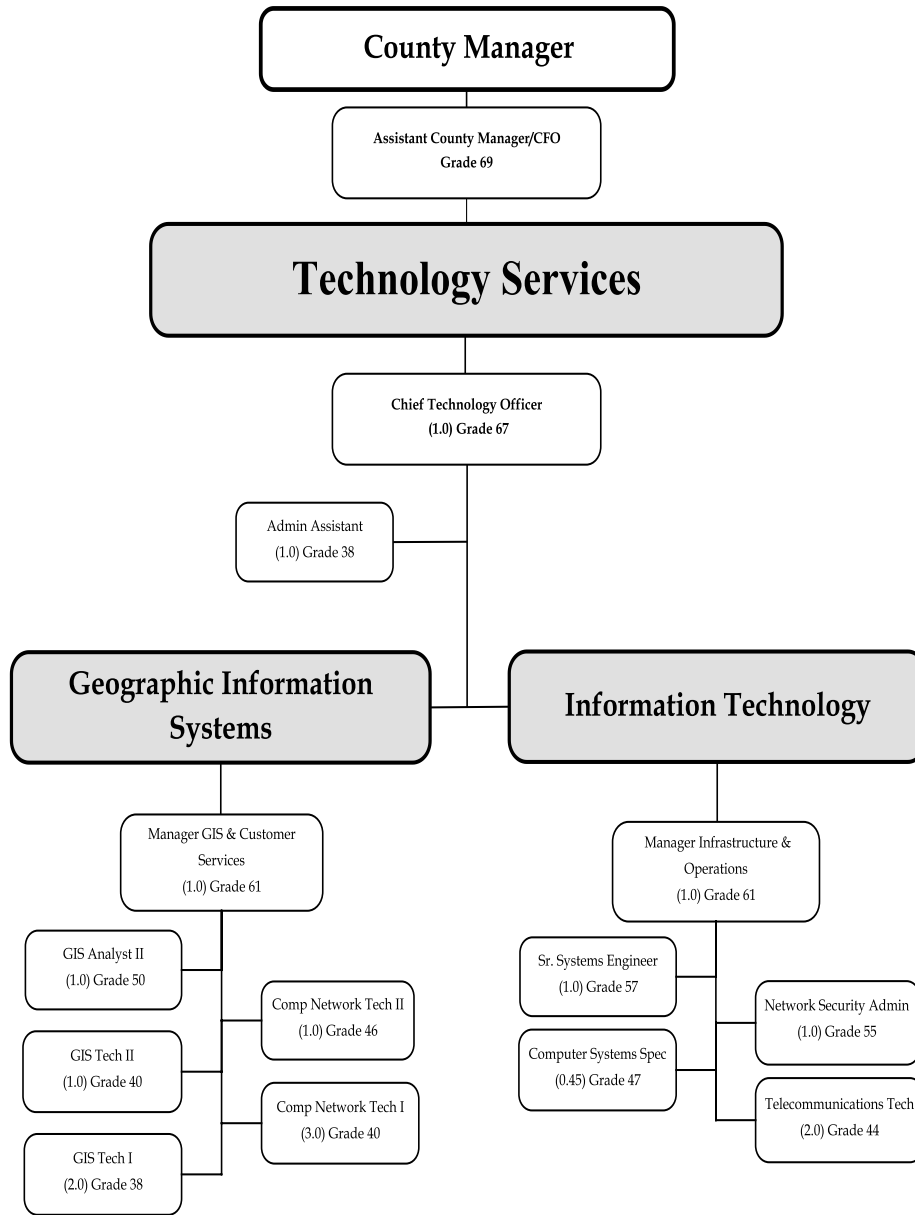 County Manager
Assistant County Manager/CFO
Grade 69
Technology Services
Chief Technology Officer
(1.0) Grade 67
Admin Assistant
(1.0) Grade 38
Geographic Information
Systems
Information Technology
Manager GIS & Customer
Services
(1.0) Grade 61
Manager Infrastructure &
Operations
(1.0) Grade 61
GIS Analyst II
(1.0) Grade 50
Comp Network Tech II
(1.0) Grade 46
GIS Tech II
(1.0) Grade 40
Comp Network Tech I
(3.0) Grade 40
GIS Tech I
(2.0) Grade 38
Sr. Systems Engineer
(1.0) Grade 57
Network Security Admin
(1.0) Grade 55
Computer Systems Spec
(0.45) Grade 47
Telecommunications Tech
(2.0) Grade 44